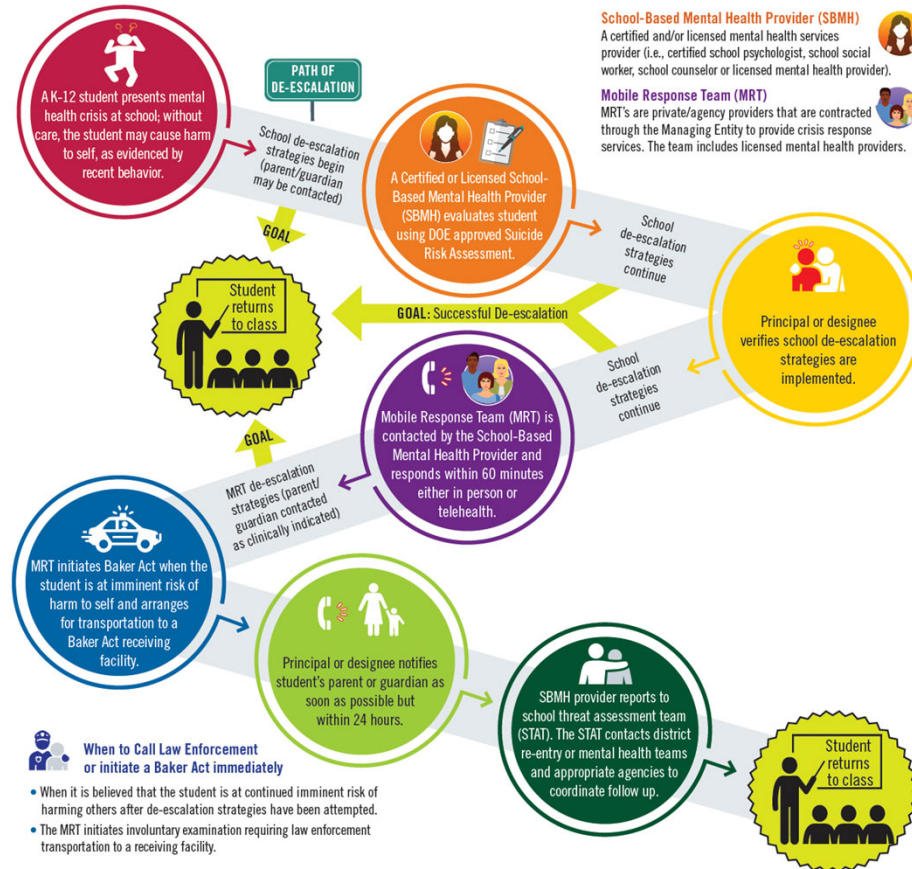 School-Based Mental Health Provider (SBMH)
A certified and/or licensed mental health services
provider (i.e., certified school psychologist, school social
worker, school counselor or licensed mental health provider).
Mobile Response Team (MRT)
MRT's are private/agency providers that are contracted
through the Managing Entity to provide crisis response
services. The team includes licensed mental health providers.
A K-12 student presents mental
health crisis at school; without
care, the student may cause harm
to self, as evidenced by
recent behavior.
PATH OF
DE-ESCALATION
School de-escalation
strategies begin
(parent/guardian
may be contacted)
GOAL
A Certified or Licensed School-
Based Mental Health Provider
(SBMH) evaluates student
using DOE approved Suicide
Risk Assessment.
School
de-escalation
strategies
continue
Student
returns
to class
GOAL: Successful De-escalation
Principal or designee
verifies school de-escalation
strategies are
implemented.
School
de-escalation
strategies
continue
Mobile Response Team (MRT) is
contacted by the School-Based
Mental Health Provider and
responds within 60 minutes
either in person or
telehealth.
GOAL
MRT de-escalation
strategies (parent/
guardian contacted
as clinically indicated)
MRT initiates Baker Act when the
student is at imminent risk of
harm to self and arranges
for transportation to a
Baker Act receiving
facility.
Principal or designee notifies
student's parent or guardian as
soon as possible but
within 24 hours.
SBMH provider reports to
school threat assessment team
(STAT). The STAT contacts district
re-entry or mental health teams
and appropriate agencies to
coordinate follow up.
Student
returns
to class
When to Call Law Enforcement
or initiate a Baker Act immediately
• When it is believed that the student is at continued imminent risk of
harming others after de-escalation strategies have been attempted.
• The MRT initiates involuntary examination requiring law enforcement
transportation to a receiving facility.